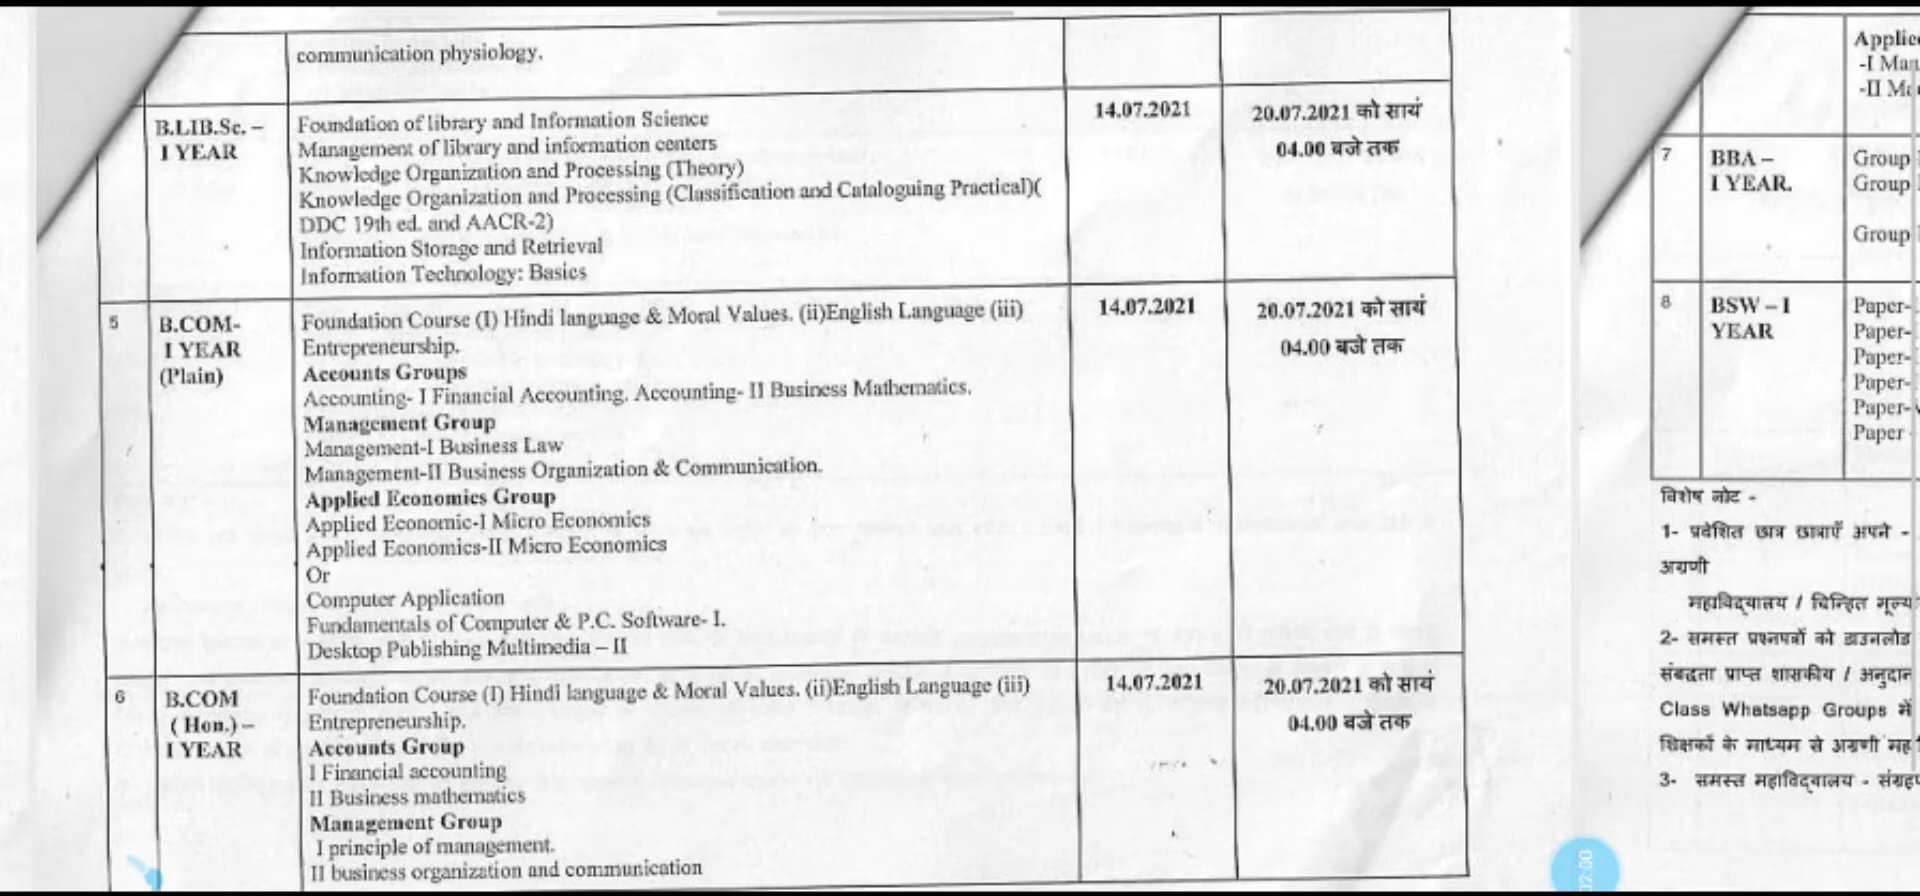 communication physiology.
B.LIB.Sc. –
I YEAR
Foundation of library and Information Science
Management of library and information centers
Knowledge Organization and Processing (Theory)
Knowledge Organization and Processing (Classification and Cataloguing Practical)(
DDC 19th ed. and AACR-2)
Information Storage and Retrieval
Information Technology: Basics
14.07.2021
20.07.2021 को सायं
04.00 बजे तक
5
B.COM-
I YEAR
(Plain)
Foundation Course (I) Hindi language & Moral Values. (ii)English Language (iii)
Entrepreneurship.
Accounts Groups
Accounting- I Financial Accounting. Accounting- II Business Mathematics.
Management Group
Management-I Business Law
Management-II Business Organization & Communication.
Applied Economics Group
Applied Economic-I Micro Economics
Applied Economics-II Micro Economics
Or
Computer Application
Fundamentals of Computer & P.C. Software- I.
Desktop Publishing Multimedia – II
14.07.2021
20.07.2021 को सायं
04.00 बजे तक
6
B.COM
( Hon.) –
I YEAR
Foundation Course (I) Hindi language & Moral Values. (ii)English Language (iii)
Entrepreneurship.
Accounts Group
I Financial accounting
II Business mathematics
Management Group
I principle of management.
II business organization and communication
14.07.2021
20.07.2021 को सायं
04.00 बजे तक
-I
-II
7
BBA –
I YEAR.
Group
Group
Group
8
BSW – I
YEAR
Paper-
Paper-
Paper-
Paper-
Paper-
Paper
विशेष नोट -
1- प्रवेशित छात्र छात्राएँ अपने -
अग्रणी
महाविद्यालय / चिन्हित
2- समस्त प्रश्नपत्रों को डाउनलोड
संबद्धता प्राप्त शासकीय / अनुदान
Class Whatsapp Groups में
शिक्षकों के माध्यम से अग्रणी
3- समस्त महाविद्यालय -
02:00